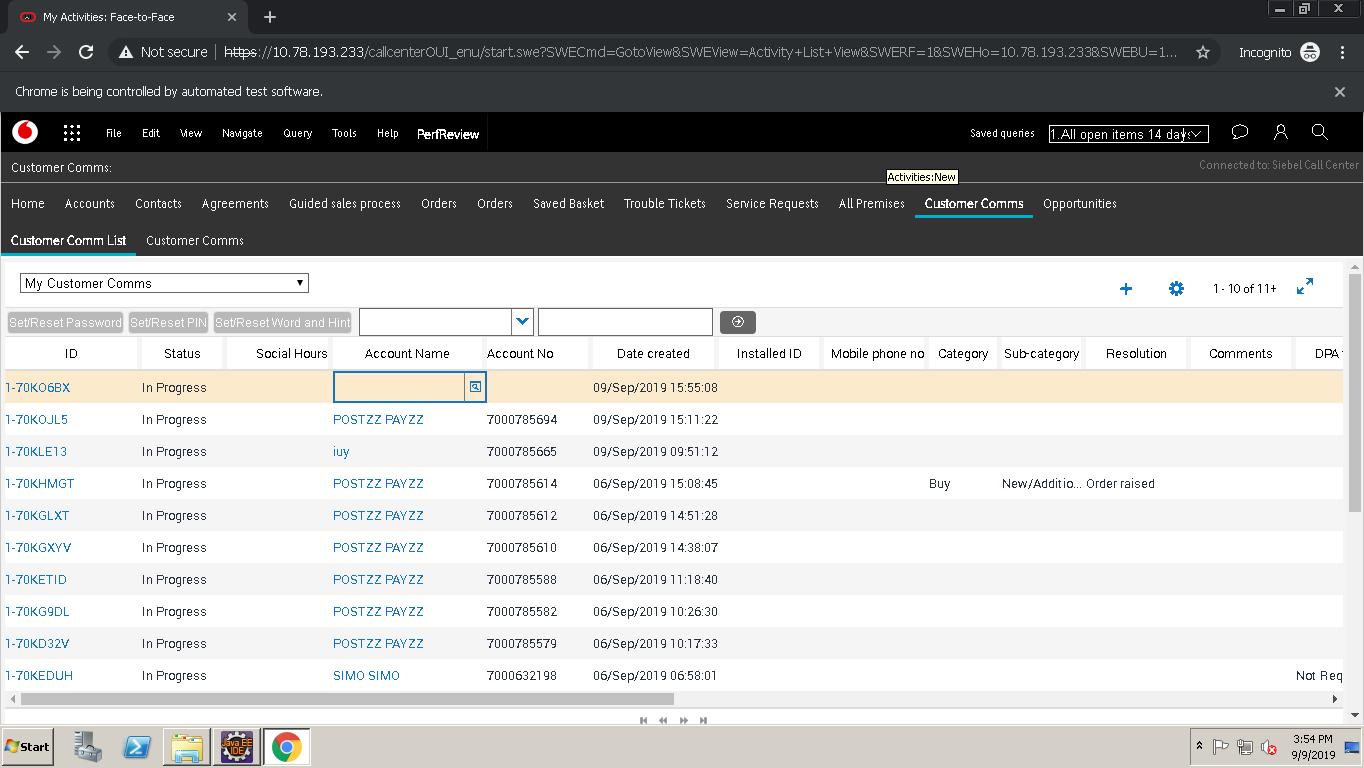 My Activities: Face-to-Face
Not secure https://10.78.193.233/callcenterOUI_enu/start.swe?SWECmd=GotoView&SWEView=Activity+List+View&SWERF=1&SWEHo=10.78.193.233&SWEBU=1... Incognito
Chrome is being controlled by automated test software.
File Edit View Navigate Query Tools Help PerfReview Saved queries 1.All open items 14 days
Customer Comms: Connected to: Siebel Call Center
Activities:New
Home Accounts Contacts Agreements Guided sales process Orders Orders Saved Basket Trouble Tickets Service Requests All Premises Customer Comms Opportunities
Customer Comm List Customer Comms
My Customer Comms 1 - 10 of 11+
Set/Reset Password Set/Reset PIN Set/Reset Word and Hint
ID Status Social Hours Account Name Account No Date created Installed ID Mobile phone no Category Sub-category Resolution Comments DPA
1-70KO6BX In Progress 09/Sep/2019 15:55:08
1-70KOJL5 In Progress POSTZZ PAYZZ 7000785694 09/Sep/2019 15:11:22
1-70KLE13 In Progress iuy 7000785665 09/Sep/2019 09:51:12
1-70KHMGT In Progress POSTZZ PAYZZ 7000785614 06/Sep/2019 15:08:45 Buy New/Additio... Order raised
1-70KGLXT In Progress POSTZZ PAYZZ 7000785612 06/Sep/2019 14:51:28
1-70KGXYV In Progress POSTZZ PAYZZ 7000785610 06/Sep/2019 14:38:07
1-70KETID In Progress POSTZZ PAYZZ 7000785588 06/Sep/2019 11:18:40
1-70KG9DL In Progress POSTZZ PAYZZ 7000785582 06/Sep/2019 10:26:30
1-70KD32V In Progress POSTZZ PAYZZ 7000785579 06/Sep/2019 10:17:33
1-70KEDUH In Progress SIMO SIMO 7000632198 06/Sep/2019 06:58:01 Not Req
Start Java EE IDE 3:54 PM
9/9/2019